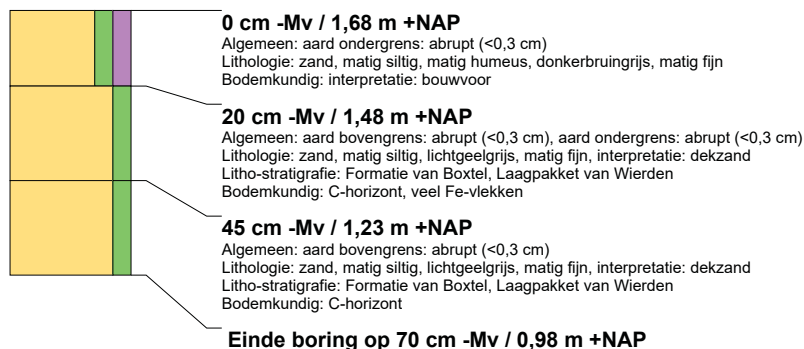 0 cm -Mv / 1,68 m +NAP
Algemeen: aard ondergrens: abrupt (<0,3 cm)
Lithologie: zand, matig siltig, matig humeus, donkerbruingrijs, matig fijn
Bodemkundig: interpretatie: bouwvoor
20 cm -Mv / 1,48 m +NAP
Algemeen: aard bovengrens: abrupt (<0,3 cm), aard ondergrens: abrupt (<0,3 cm)
Lithologie: zand, matig siltig, lichtgeelgrijs, matig fijn, interpretatie: dekzand
Litho-stratigrafie: Formatie van Boxtel, Laagpakket van Wierden
Bodemkundig: C-horizont, veel Fe-vlekken
45 cm -Mv / 1,23 m +NAP
Algemeen: aard bovengrens: abrupt (<0,3 cm)
Lithologie: zand, matig siltig, lichtgeelgrijs, matig fijn, interpretatie: dekzand
Litho-stratigrafie: Formatie van Boxtel, Laagpakket van Wierden
Bodemkundig: C-horizont
Einde boring op 70 cm -Mv / 0,98 m +NAP